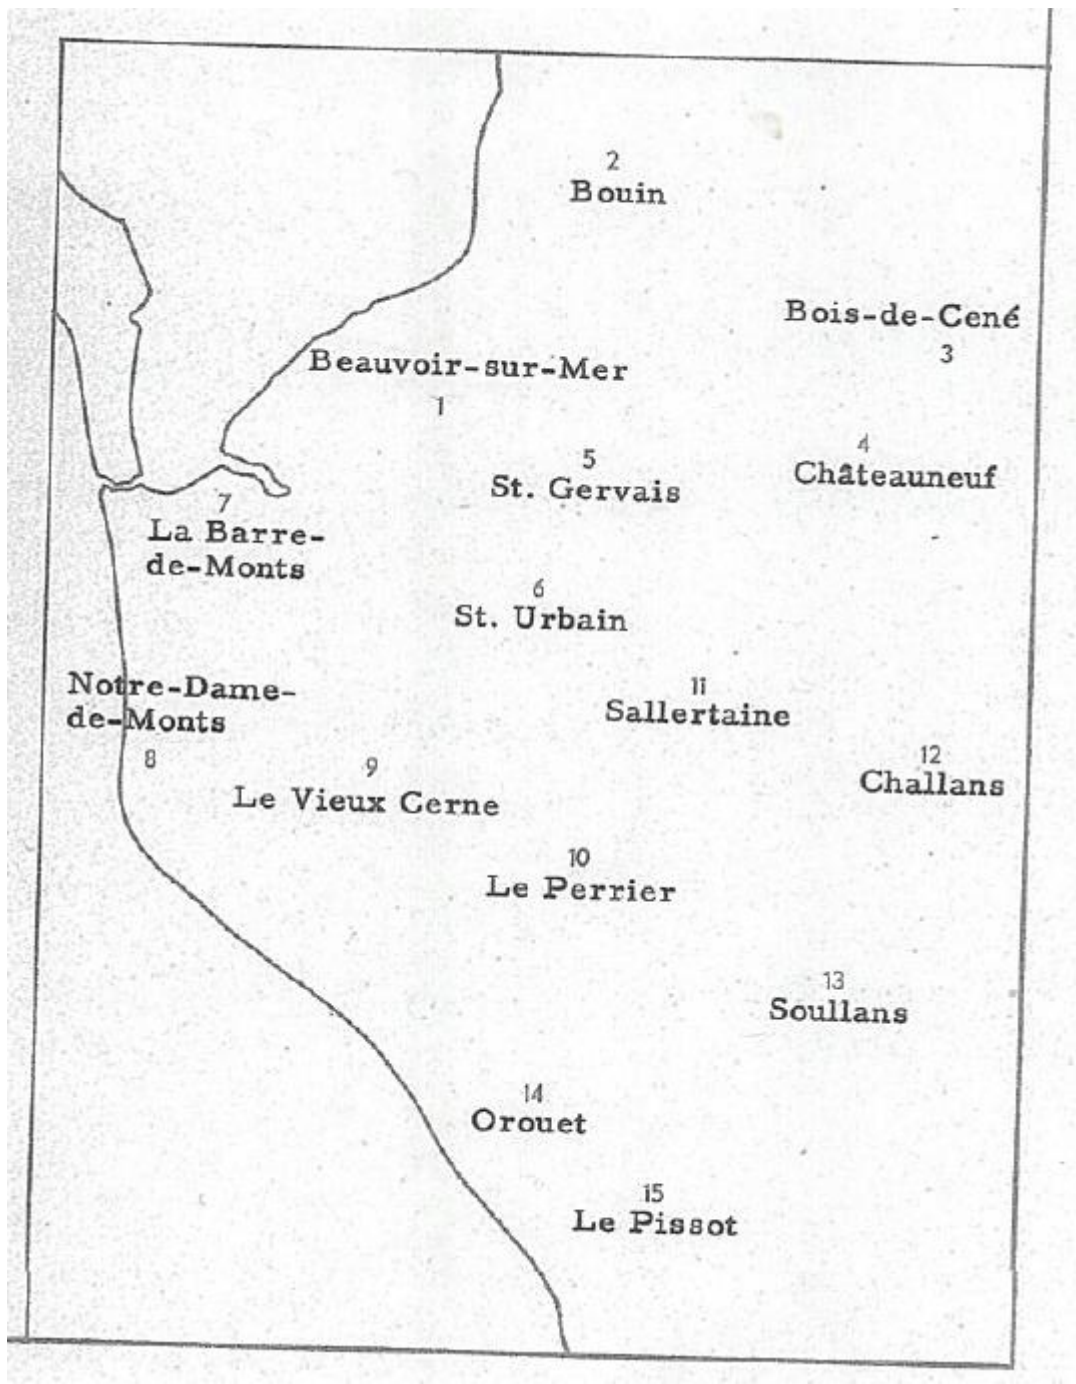 2
Bouin
Bois-de-Cené
3
Beauvoir-sur-Mer
1
4
Châteauneuf
5
St. Gervais
7
La Barre-
de-Monts
6
St. Urbain
Notre-Dame-
de-Monts
8
11
Sallertaine
12
Challans
9
Le Vieux Cerne
10
Le Perrier
13
Soullans
14
Orouet
15
Le Pissot